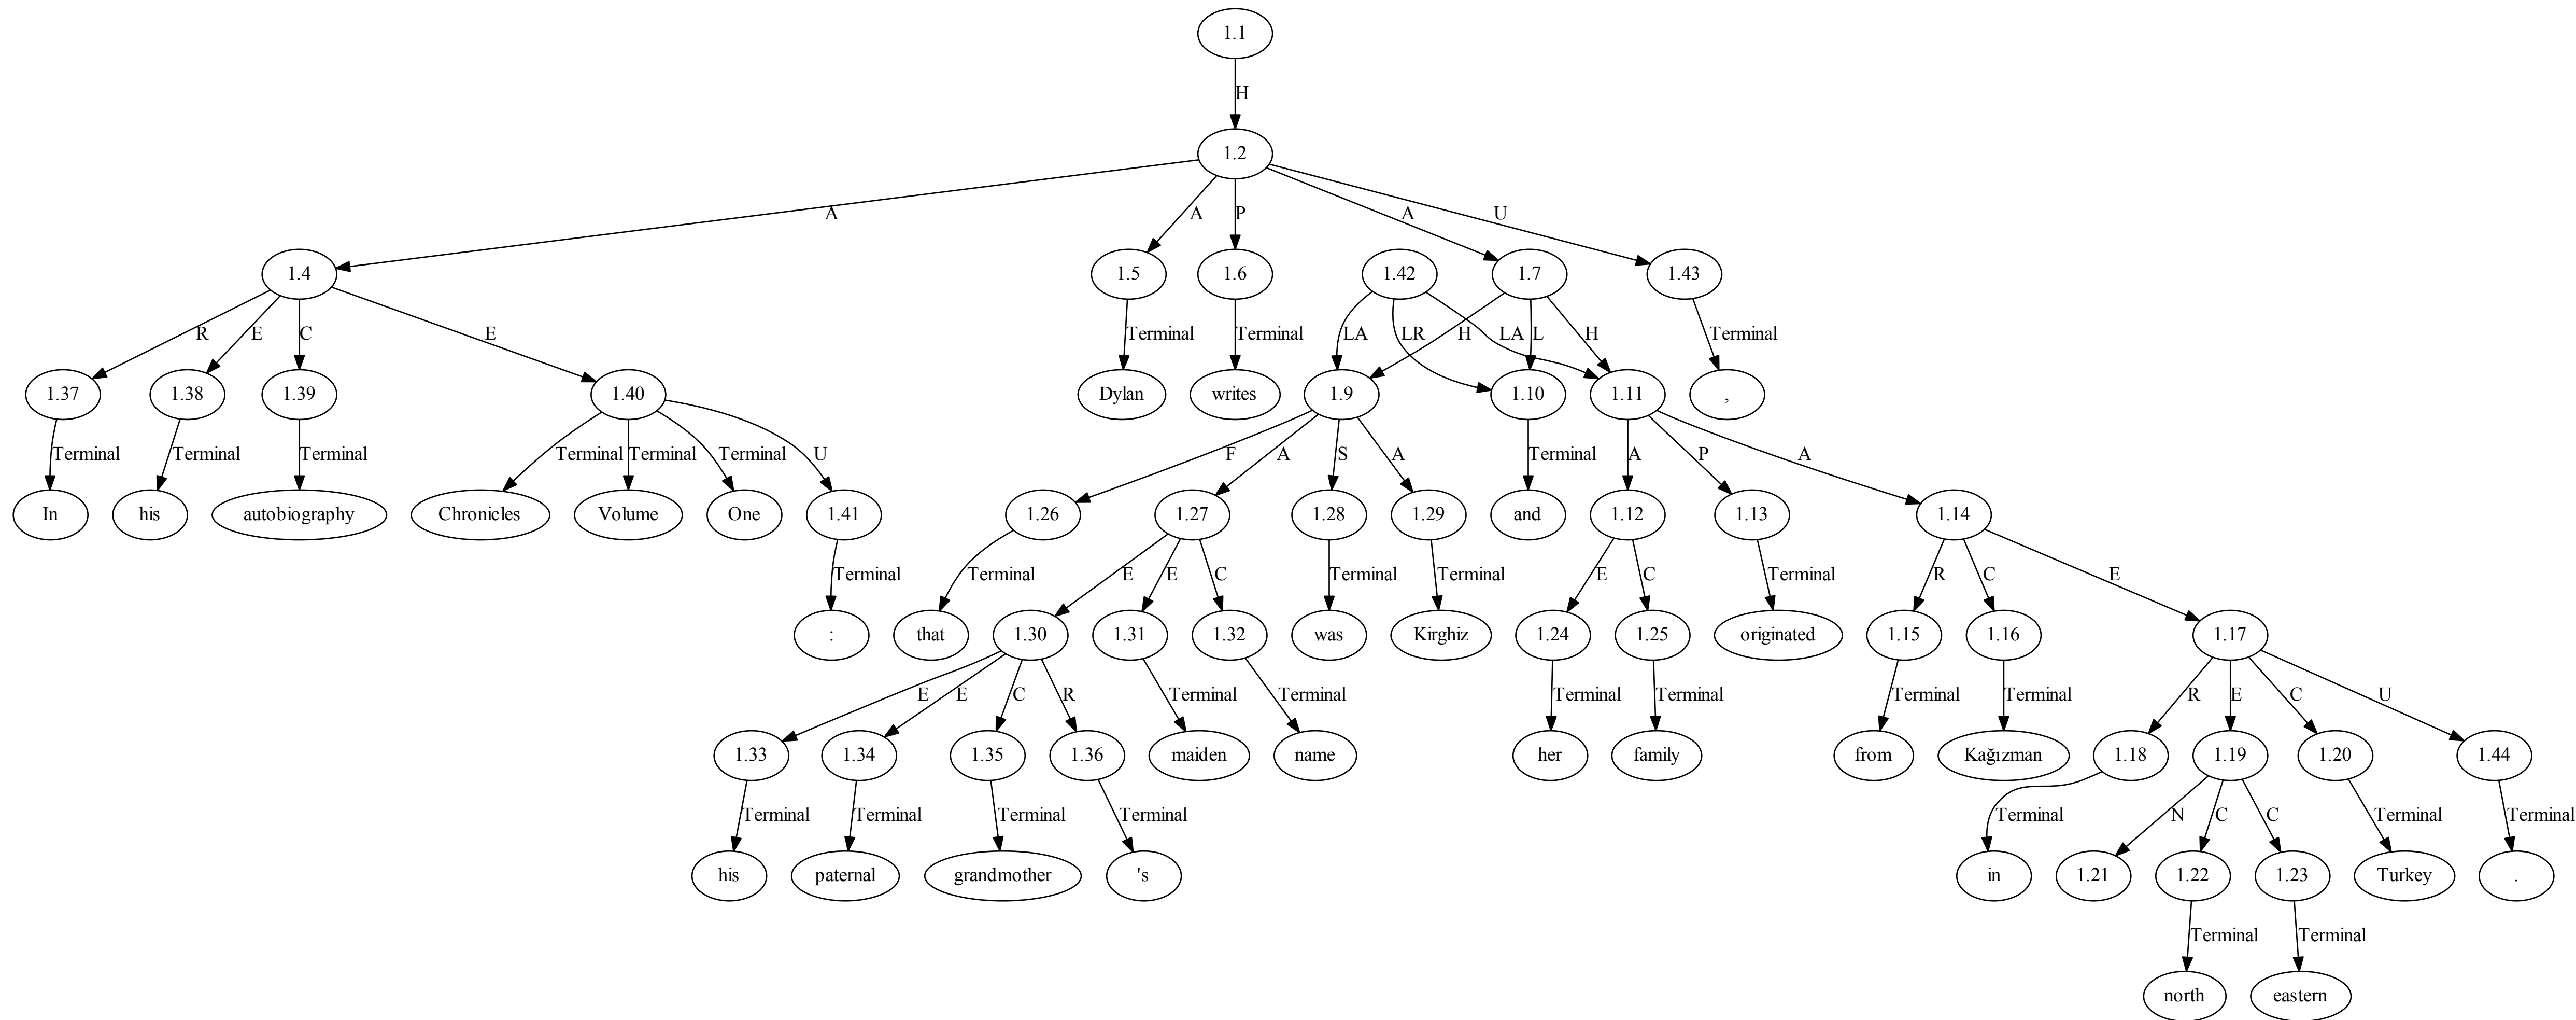 1.1
H
1.2
A A P A U
1.4 1.5 1.6 1.42 1.7 1.43
R E C E Terminal Terminal LA LR H LA L H Terminal
1.37 1.38 1.39 1.40 Dylan writes 1.9 1.10 1.11 ,
Terminal Terminal Terminal Terminal Terminal Terminal U F A S A Terminal A P A
In his autobiography Chronicles Volume One 1.41 1.26 1.27 1.28 1.29 and 1.12 1.13 1.14
Terminal Terminal E E C Terminal Terminal E C Terminal R C E
: that 1.30 1.31 1.32 was Kirghiz 1.24 1.25 originated 1.15 1.16 1.17
E E C R Terminal Terminal Terminal Terminal Terminal Terminal R E C U
1.33 1.34 1.35 1.36 maiden name her family from Kağızman 1.18 1.19 1.20 1.44
Terminal Terminal Terminal Terminal Terminal N C C Terminal Terminal
his paternal grandmother 's in 1.21 1.22 1.23 Turkey .
Terminal Terminal
north eastern